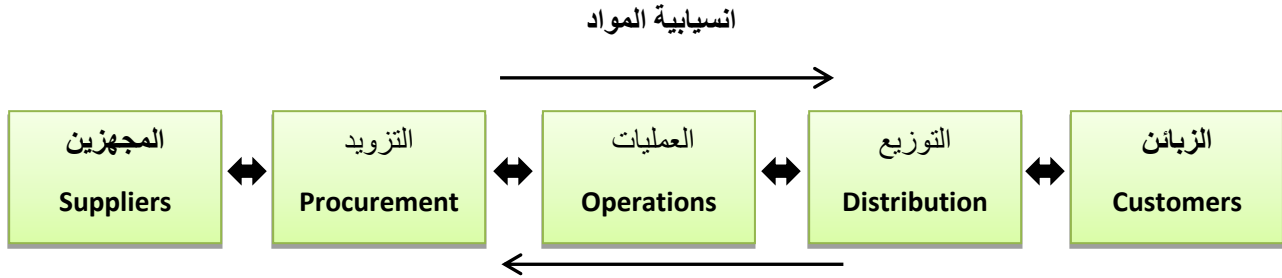 انسيابية المواد
المجهزين
Suppliers
التزويد
Procurement
العمليات
Operations
التوزيع
Distribution
الزبائن
Customers